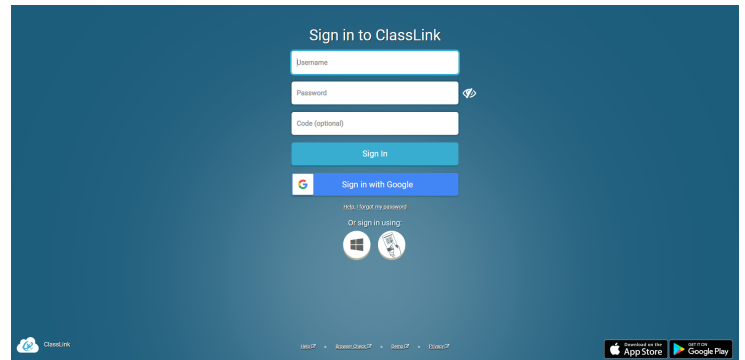 Sign in to ClassLink
Username
Password
Code (optional)
Sign In
G Sign in with Google
Help, I forgot my password
Or sign in using:
ClassLink
Help • Browser Check • Demo • Privacy
Download on the
App Store
GET IT ON
Google Play